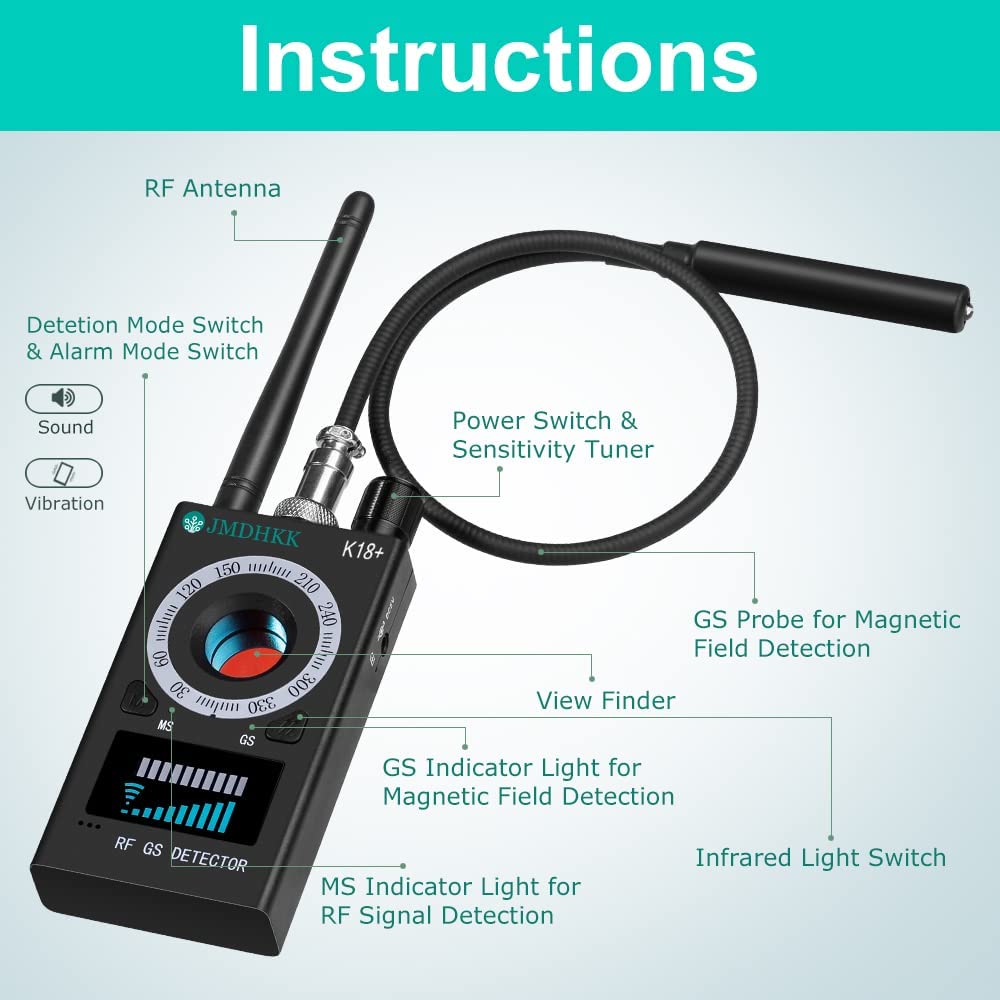 Instructions
RF Antenna
Detetion Mode Switch
& Alarm Mode Switch
Sound
Vibration
Power Switch &
Sensitivity Tuner
JMDHKK
K18+
30 60 120 150 210 240 300 330
MS
GS
RF GS DETECTOR
GS Probe for Magnetic
Field Detection
View Finder
GS Indicator Light for
Magnetic Field Detection
Infrared Light Switch
MS Indicator Light for
RF Signal Detection